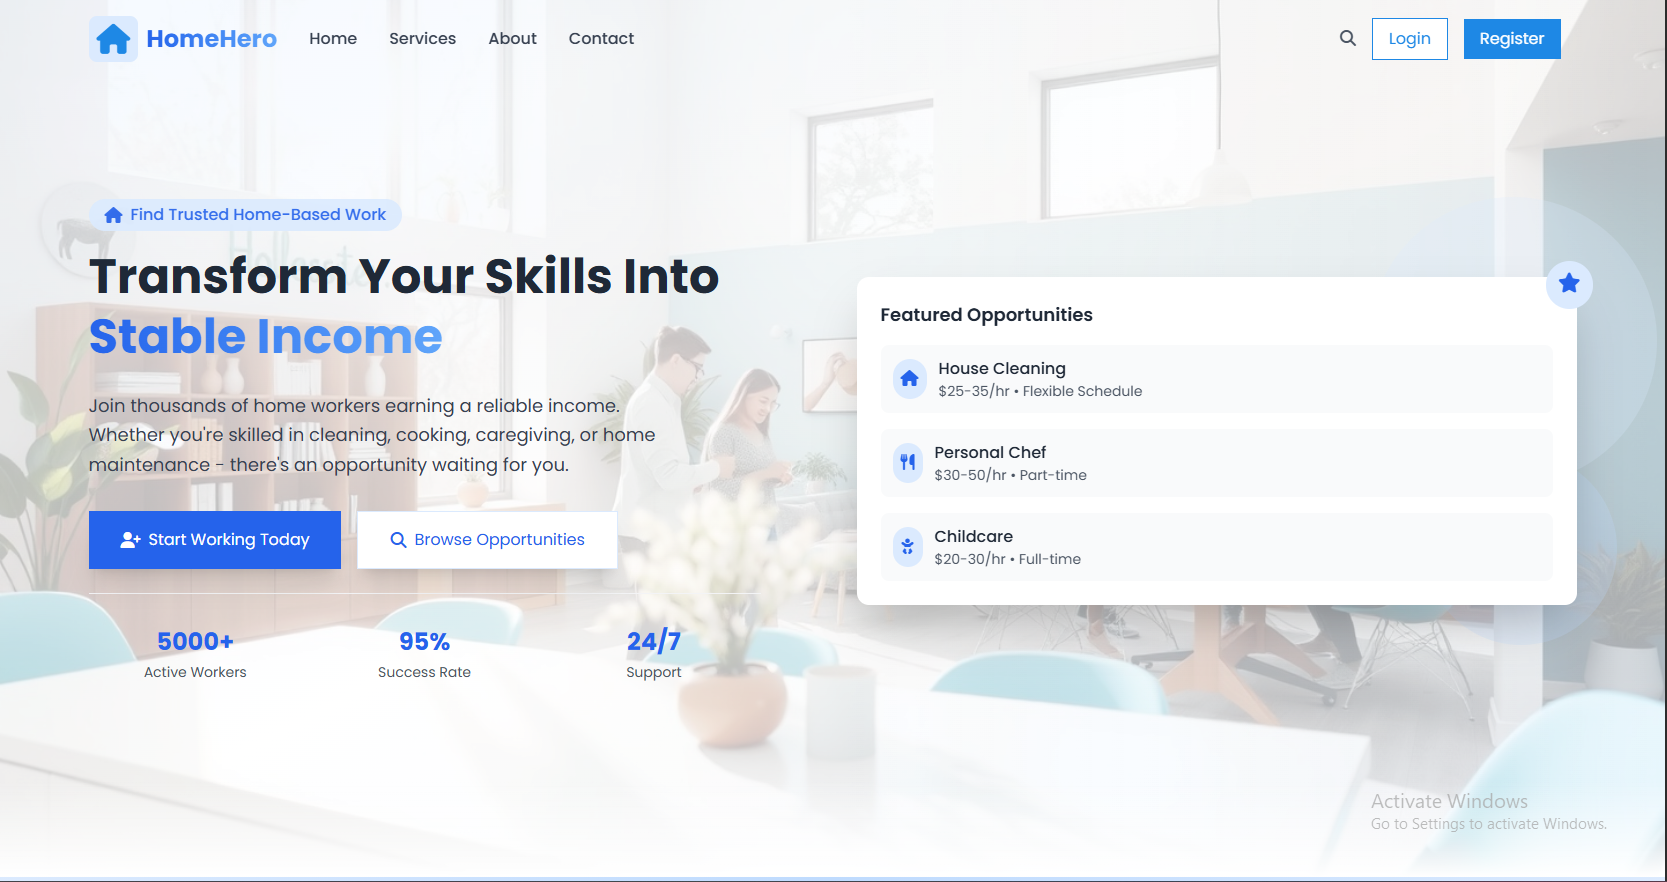 HomeHero
Home
Services
About
Contact
Login
Register
Find Trusted Home-Based Work
Transform Your Skills Into
Stable Income
Join thousands of home workers earning a reliable income.
Whether you're skilled in cleaning, cooking, caregiving, or home
maintenance - there's an opportunity waiting for you.
Start Working Today
Browse Opportunities
5000+
Active Workers
95%
Success Rate
24/7
Support
Featured Opportunities
House Cleaning
$25-35/hr • Flexible Schedule
Personal Chef
$30-50/hr • Part-time
Childcare
$20-30/hr • Full-time
Activate Windows
Go to Settings to activate Windows.